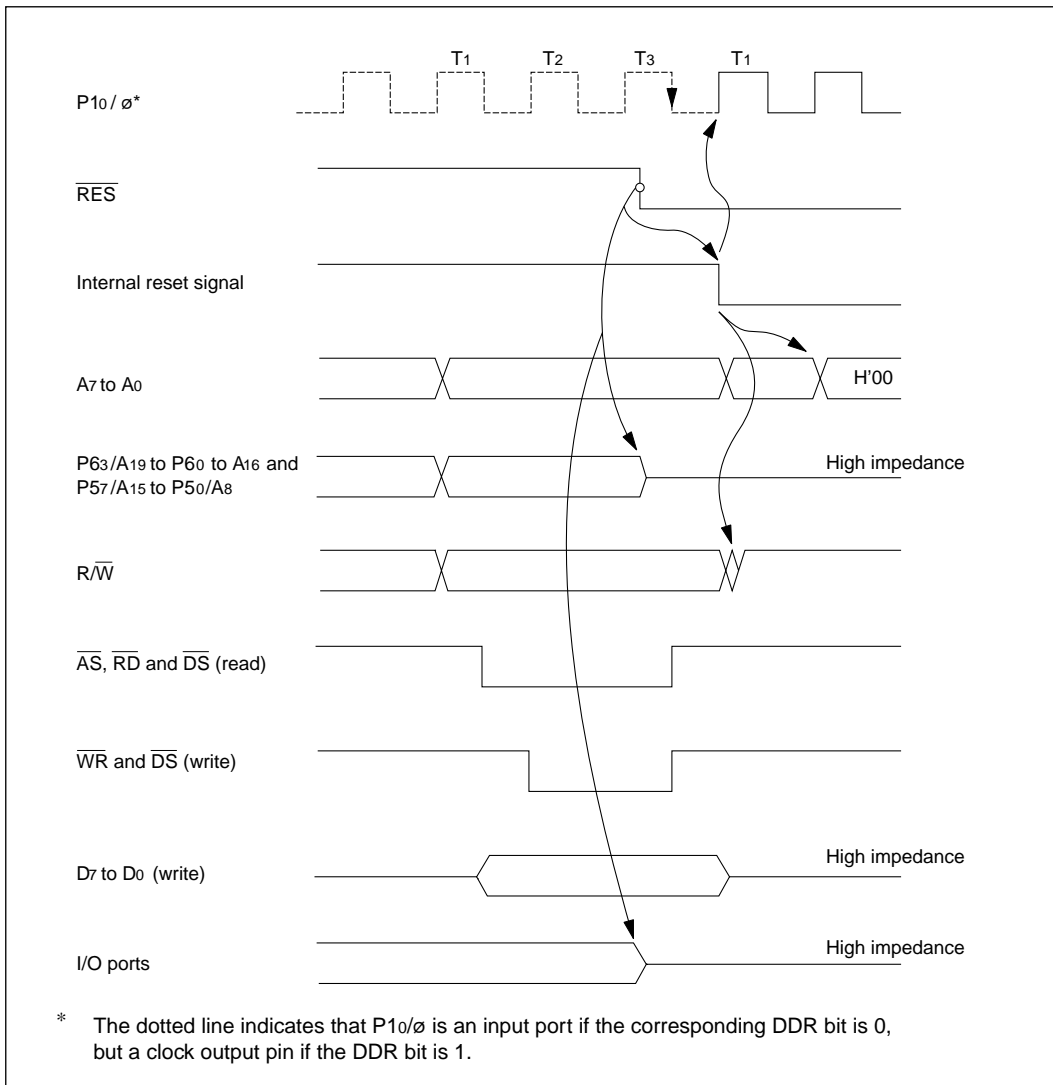 T1 T2 T3 T1
P10 / ø*
RES
Internal reset signal
A7 to A0
H'00
P63/A19 to P60 to A16 and
P57/A15 to P50/A8
High impedance
R/W
AS, RD and DS (read)
WR and DS (write)
D7 to D0 (write)
High impedance
I/O ports
High impedance
* The dotted line indicates that P10/ø is an input port if the corresponding DDR bit is 0,
but a clock output pin if the DDR bit is 1.